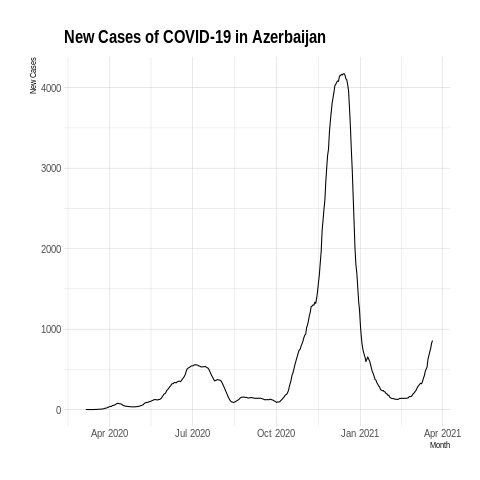 New Cases of COVID-19 in Azerbaijan
New Cases
4000
3000
2000
1000
0
Apr 2020
Jul 2020
Oct 2020
Jan 2021
Apr 2021
Month